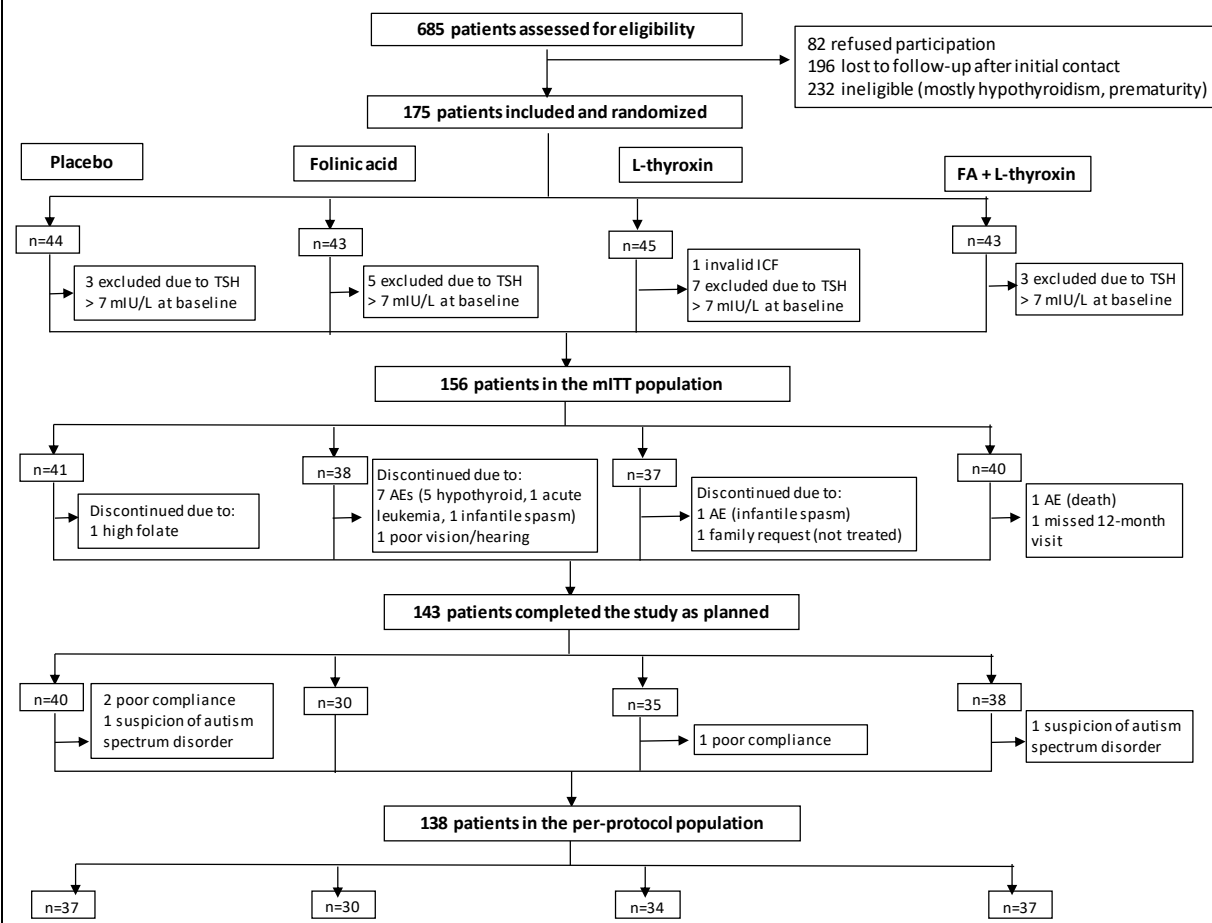 685 patients assessed for eligibility
82 refused participation
196 lost to follow-up after initial contact
232 ineligible (mostly hypothyroidism, prematurity)
175 patients included and randomized
Placebo
Folinic acid
L-thyroxin
FA + L-thyroxin
n=44
n=43
n=45
n=43
3 excluded due to TSH
> 7 mIU/L at baseline
5 excluded due to TSH
> 7 mIU/L at baseline
1 invalid ICF
7 excluded due to TSH
> 7 mIU/L at baseline
3 excluded due to TSH
> 7 mIU/L at baseline
156 patients in the mITT population
n=41
n=38
n=37
n=40
Discontinued due to:
1 high folate
Discontinued due to:
7 AEs (5 hypothyroid, 1 acute
leukemia, 1 infantile spasm)
1 poor vision/hearing
Discontinued due to:
1 AE (infantile spasm)
1 family request (not treated)
1 AE (death)
1 missed 12-month
visit
143 patients completed the study as planned
n=40
n=30
n=35
n=38
2 poor compliance
1 suspicion of autism
spectrum disorder
1 poor compliance
1 suspicion of autism
spectrum disorder
138 patients in the per-protocol population
n=37
n=30
n=34
n=37